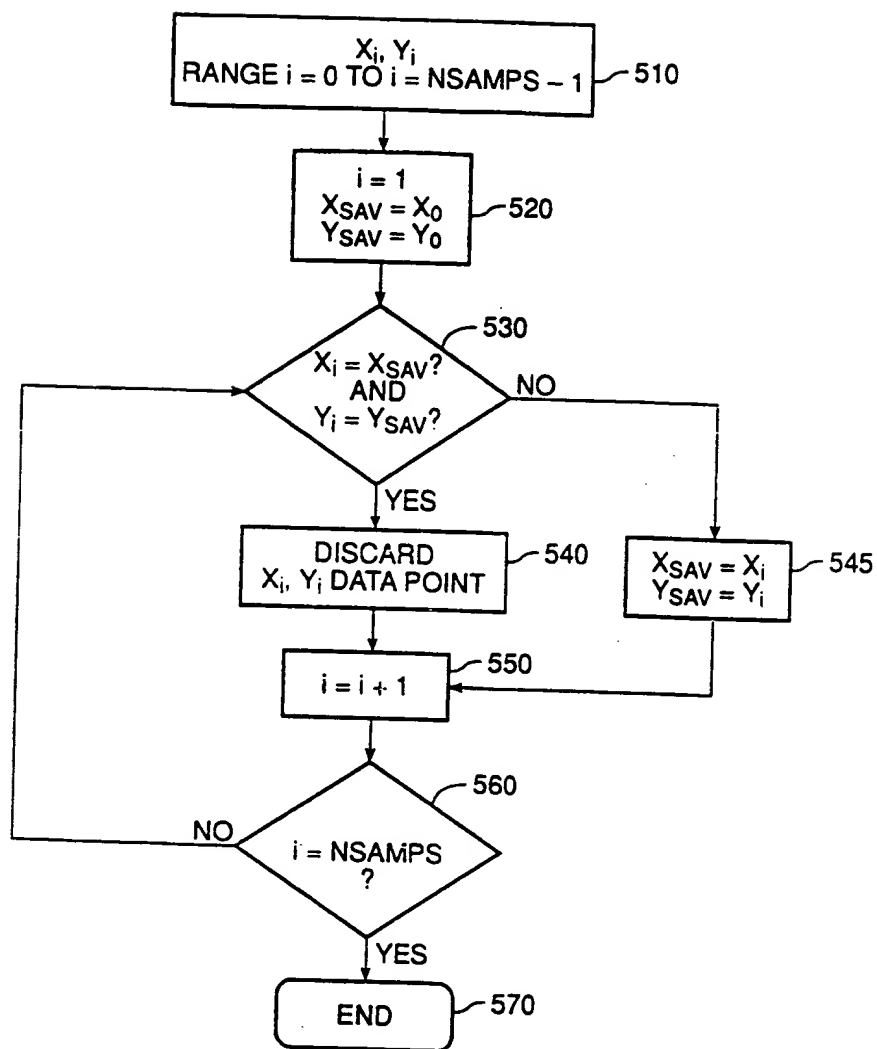 Xi, Yi
RANGE i = 0 TO i = NSAMPS – 1
510
i = 1
XSAV = X0
YSAV = Y0
520
530
Xi = XSAV?
AND
Yi = YSAV?
NO
YES
DISCARD
Xi, Yi DATA POINT
540
XSAV = Xi
YSAV = Yi
545
550
i = i + 1
560
NO
i = NSAMPS
?
YES
END
570